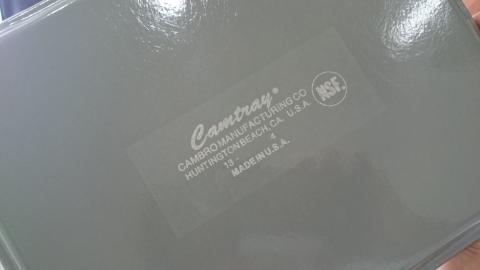 Camtray®
CAMBRO MANUFACTURING CO
HUNTINGTON BEACH, CA. U.S.A.
13- 4
MADE IN U.S.A.
NSF.